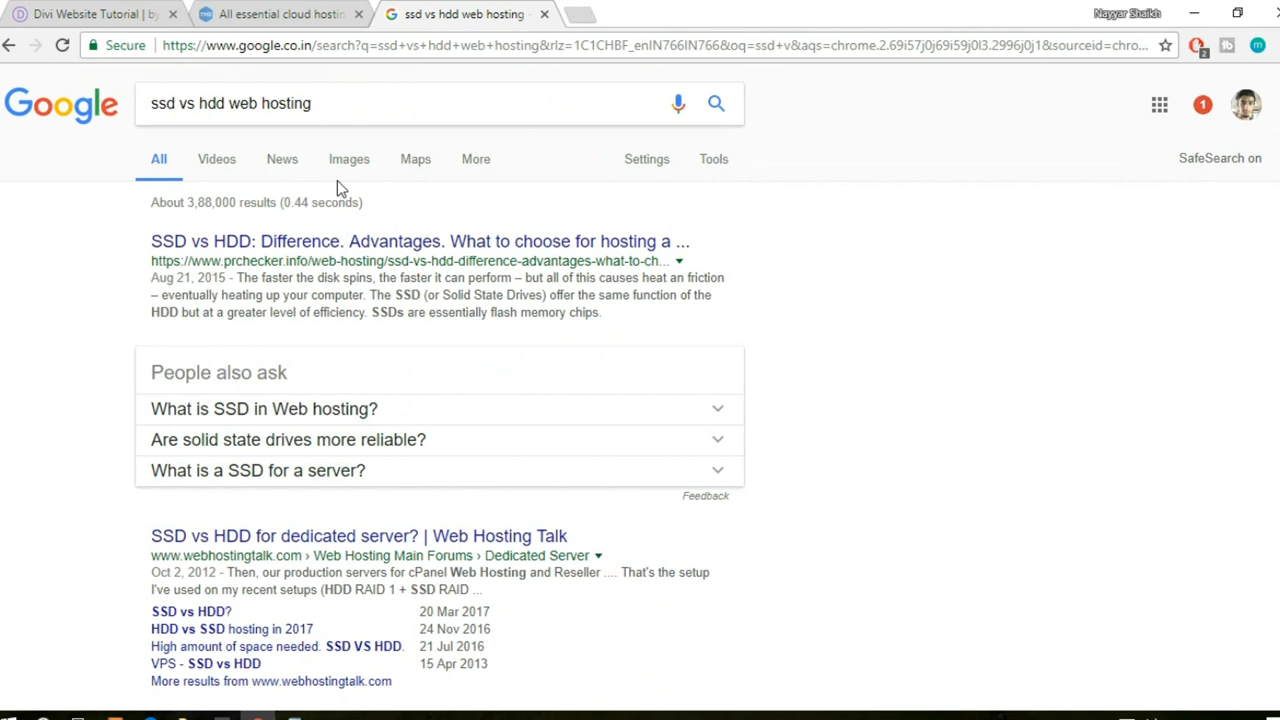 Divi Website Tutorial | by
All essential cloud hostin
ssd vs hdd web hosting -
Nayyar Shaikh
Secure
https://www.google.co.in/search?q=ssd+vs+hdd+web+hosting&rlz=1C1CHBF_enIN766IN766&aq=ssd+v&aqs=chrome.2.69i57j0j69i59j0l3.2996j0j1&sourceid=chro...
2
m
Google
ssd vs hdd web hosting
1
All Videos News Images Maps More Settings Tools
SafeSearch on
About 3,88,000 results (0.44 seconds)
SSD vs HDD: Difference. Advantages. What to choose for hosting a ...
https://www.prchecker.info/web-hosting/ssd-vs-hdd-difference-advantages-what-to-ch...
Aug 21, 2015 - The faster the disk spins, the faster it can perform – but all of this causes heat an friction
– eventually heating up your computer. The SSD (or Solid State Drives) offer the same function of the
HDD but at a greater level of efficiency. SSDs are essentially flash memory chips.
People also ask
What is SSD in Web hosting?
Are solid state drives more reliable?
What is a SSD for a server?
Feedback
SSD vs HDD for dedicated server? | Web Hosting Talk
www.webhostingtalk.com › Web Hosting Main Forums › Dedicated Server
Oct 2, 2012 - Then, our production servers for cPanel Web Hosting and Reseller .... That's the setup
I've used on my recent setups (HDD RAID 1 + SSD RAID ...
SSD vs HDD? 20 Mar 2017
HDD vs SSD hosting in 2017 24 Nov 2016
High amount of space needed. SSD VS HDD. 21 Jul 2016
VPS - SSD vs HDD 15 Apr 2013
More results from www.webhostingtalk.com